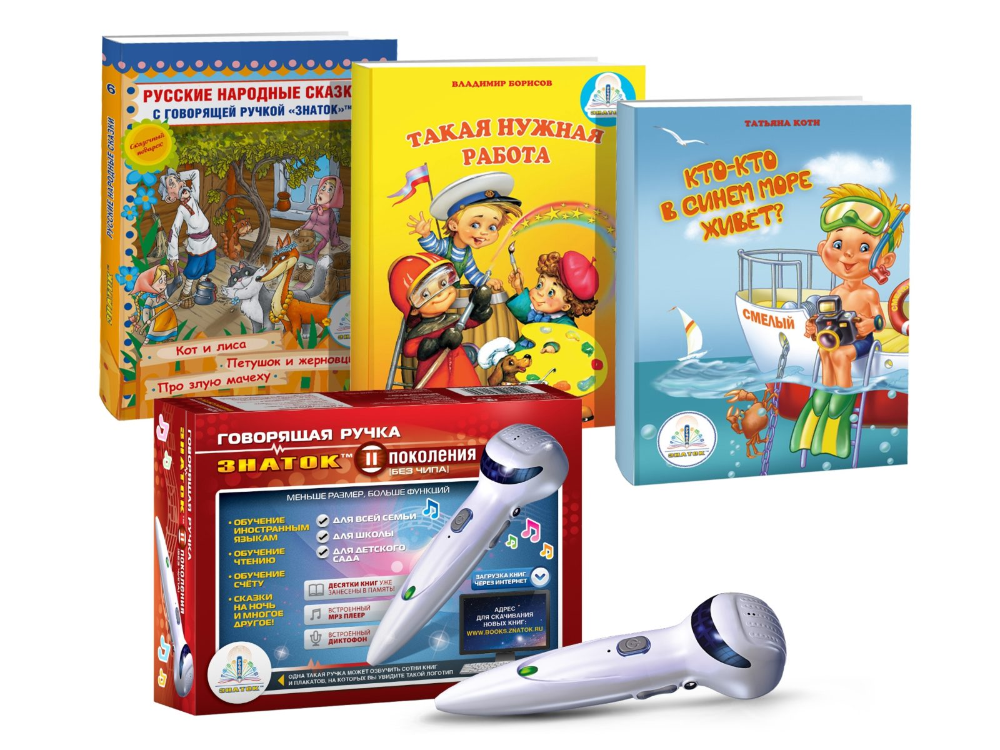 РУССКИЕ НАРОДНЫЕ СКАЗК
С ГОВОРЯЩЕЙ РУЧКОЙ «ЗНАТОК»™
Сказочный
подарок
6
РУССКИЕ НАРОДНЫЕ СКАЗКИ
ЗНАТОК™
Кот и лиса
Петушок и жерновц
Про злую мачеху
ВЛАДИМИР БОРИСОВ
ТАКАЯ НУЖНАЯ
РАБОТА
ТАТЬЯНА КОТИ
КТО-КТО
В СИНЕМ МОРЕ
ЖИВЁТ?
СМЕЛЫЙ
ЗНАТОК™
ГОВОРЯЩАЯ РУЧКА
ЗНАТОК™ II ПОКОЛЕНИЯ
[БЕЗ ЧИПА]
МЕНЬШЕ РАЗМЕР, БОЛЬШЕ ФУНКЦИЙ
• ОБУЧЕНИЕ
ИНОСТРАННЫМ
ЯЗЫКАМ
• ОБУЧЕНИЕ
ЧТЕНИЮ
• ОБУЧЕНИЕ
СЧЁТУ
• СКАЗКИ
НА НОЧЬ
И МНОГОЕ
ДРУГОЕ!
ДЛЯ ВСЕЙ СЕМЬИ
ДЛЯ ШКОЛЫ
ДЛЯ ДЕТСКОГО
САДА
ДЕСЯТКИ КНИГ УЖЕ
ЗАНЕСЕНЫ В ПАМЯТЬ!
ВСТРОЕННЫЙ
MP3 ПЛЕЕР
ВСТРОЕННЫЙ
ДИКТОФОН
ЗАГРУЗКА КНИГ
ЧЕРЕЗ ИНТЕРНЕТ
АДРЕС
ДЛЯ СКАЧИВАНИЯ
НОВЫХ КНИГ:
WWW.BOOKS.ZNATOK.RU
ОДНА ТАКАЯ РУЧКА МОЖЕТ ОЗВУЧИТЬ СОТНИ КНИГ
И ПЛАКАТОВ, НА КОТОРЫХ ВЫ УВИДИТЕ ТАКОЙ ЛОГОТИП
ЗНАТОК™
ГОВОРЯЩАЯ РУЧКА
ЗНАТОК™ II ПОКОЛЕНИЯ